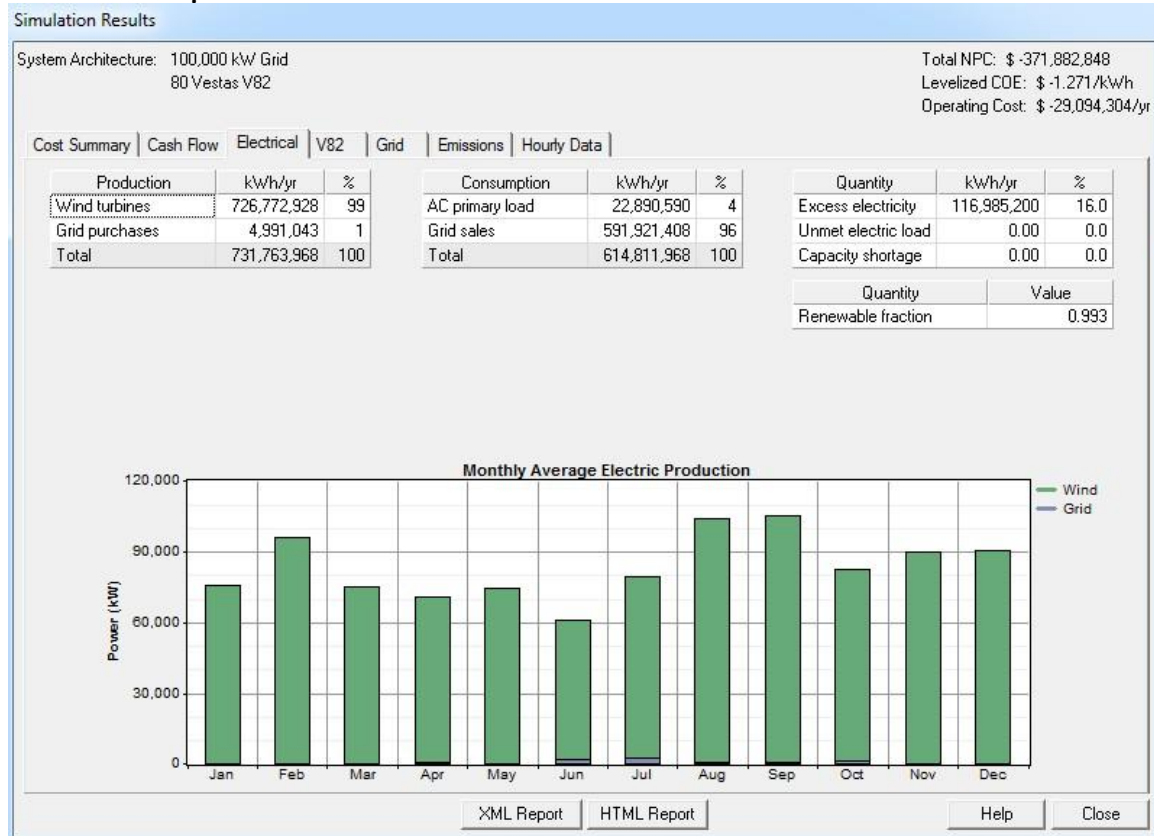 Simulation Results
System Architecture: 100,000 kW Grid
80 Vestas V82
Total NPC: $ -371,882,848
Levelized COE: $ -1.271/kWh
Operating Cost: $ -29,094,304/yr
Cost Summary Cash Flow Electrical V82 Grid Emissions Hourly Data
Production kWh/yr %
Wind turbines 726,772,928 99
Grid purchases 4,991,043 1
Total 731,763,968 100
Consumption kWh/yr %
AC primary load 22,890,590 4
Grid sales 591,921,408 96
Total 614,811,968 100
Quantity kWh/yr %
Excess electricity 116,985,200 16.0
Unmet electric load 0.00 0.0
Capacity shortage 0.00 0.0
Quantity Value
Renewable fraction 0.993
Monthly Average Electric Production
Power (kW)
120,000
90,000
60,000
30,000
0
Jan Feb Mar Apr May Jun Jul Aug Sep Oct Nov Dec
Wind
Grid
XML Report HTML Report Help Close